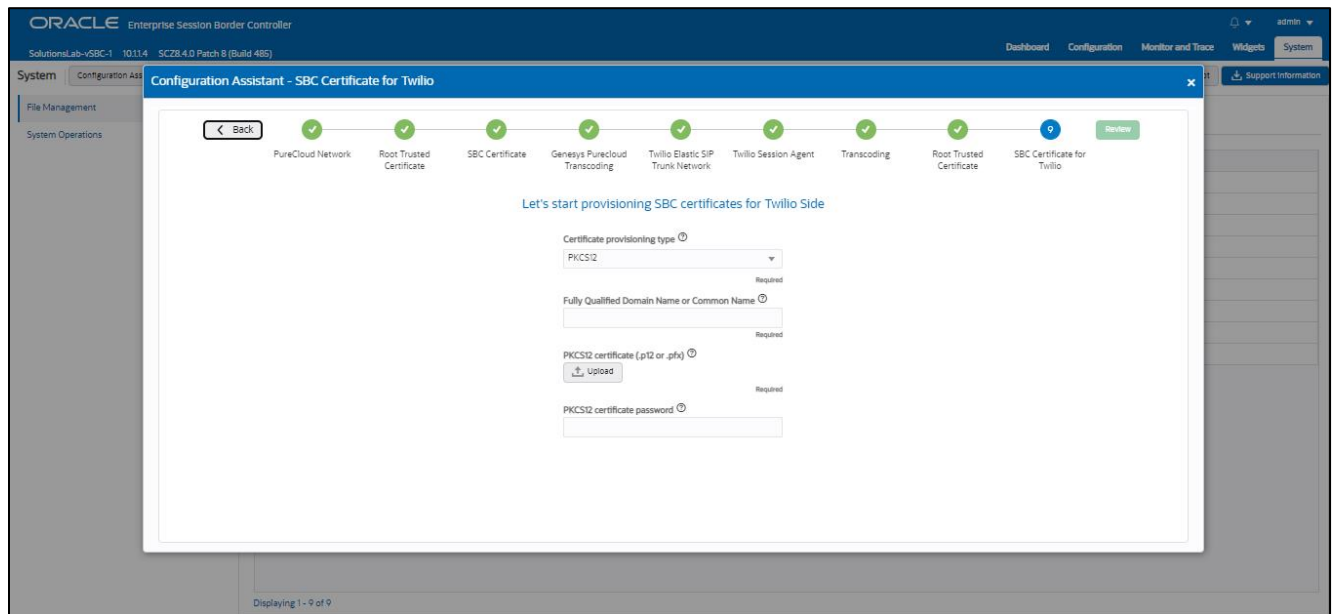 ORACLE Enterprise Session Border Controller
admin
SolutionsLab-vSBC-1 10.1.1.4 SCZ8.4.0 Patch 8 (Build 485)
Dashboard Configuration Monitor and Trace Widgets System
System Configuration Ass
Support Information
File Management
System Operations
Configuration Assistant - SBC Certificate for Twilio
Back
9
Review
PureCloud Network
Root Trusted Certificate
SBC Certificate
Genesys Purecloud Transcoding
Twilio Elastic SIP Trunk Network
Twilio Session Agent
Transcoding
Root Trusted Certificate
SBC Certificate for Twilio
Let's start provisioning SBC certificates for Twilio Side
Certificate provisioning type
PKCS12
Required
Fully Qualified Domain Name or Common Name
Required
PKCS12 certificate (.p12 or .pfx)
Upload
Required
PKCS12 certificate password
Displaying 1 - 9 of 9